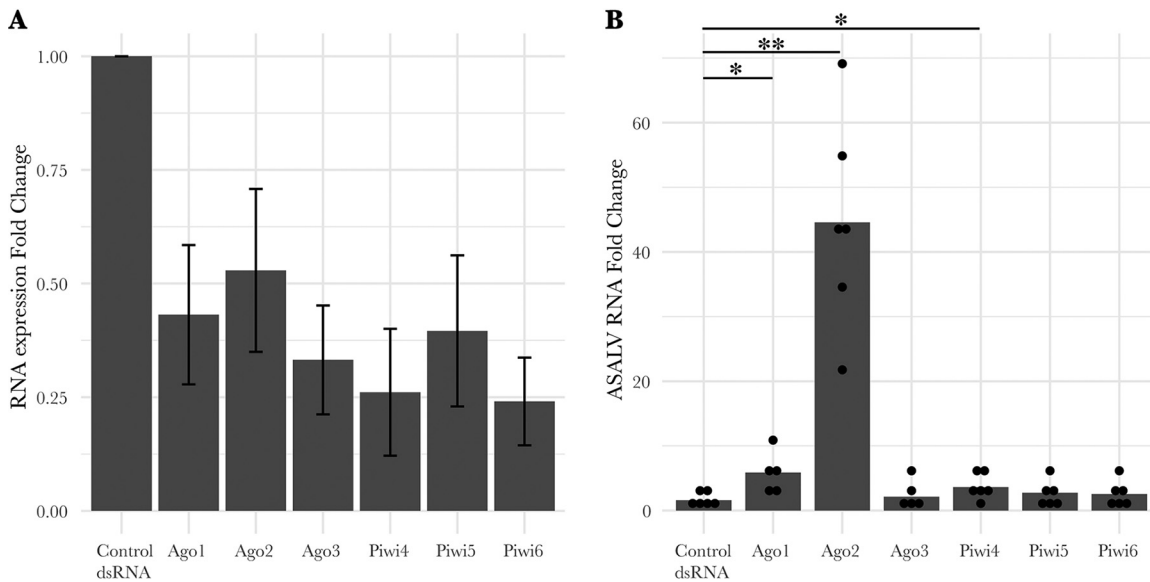 A
RNA expression Fold Change
1.00
0.75
0.50
0.25
0.00
Control
dsRNA
Ago1
Ago2
Ago3
Piwi4
Piwi5
Piwi6
B
ASALV RNA Fold Change
*
**
*
60
40
20
0
Control
dsRNA
Ago1
Ago2
Ago3
Piwi4
Piwi5
Piwi6